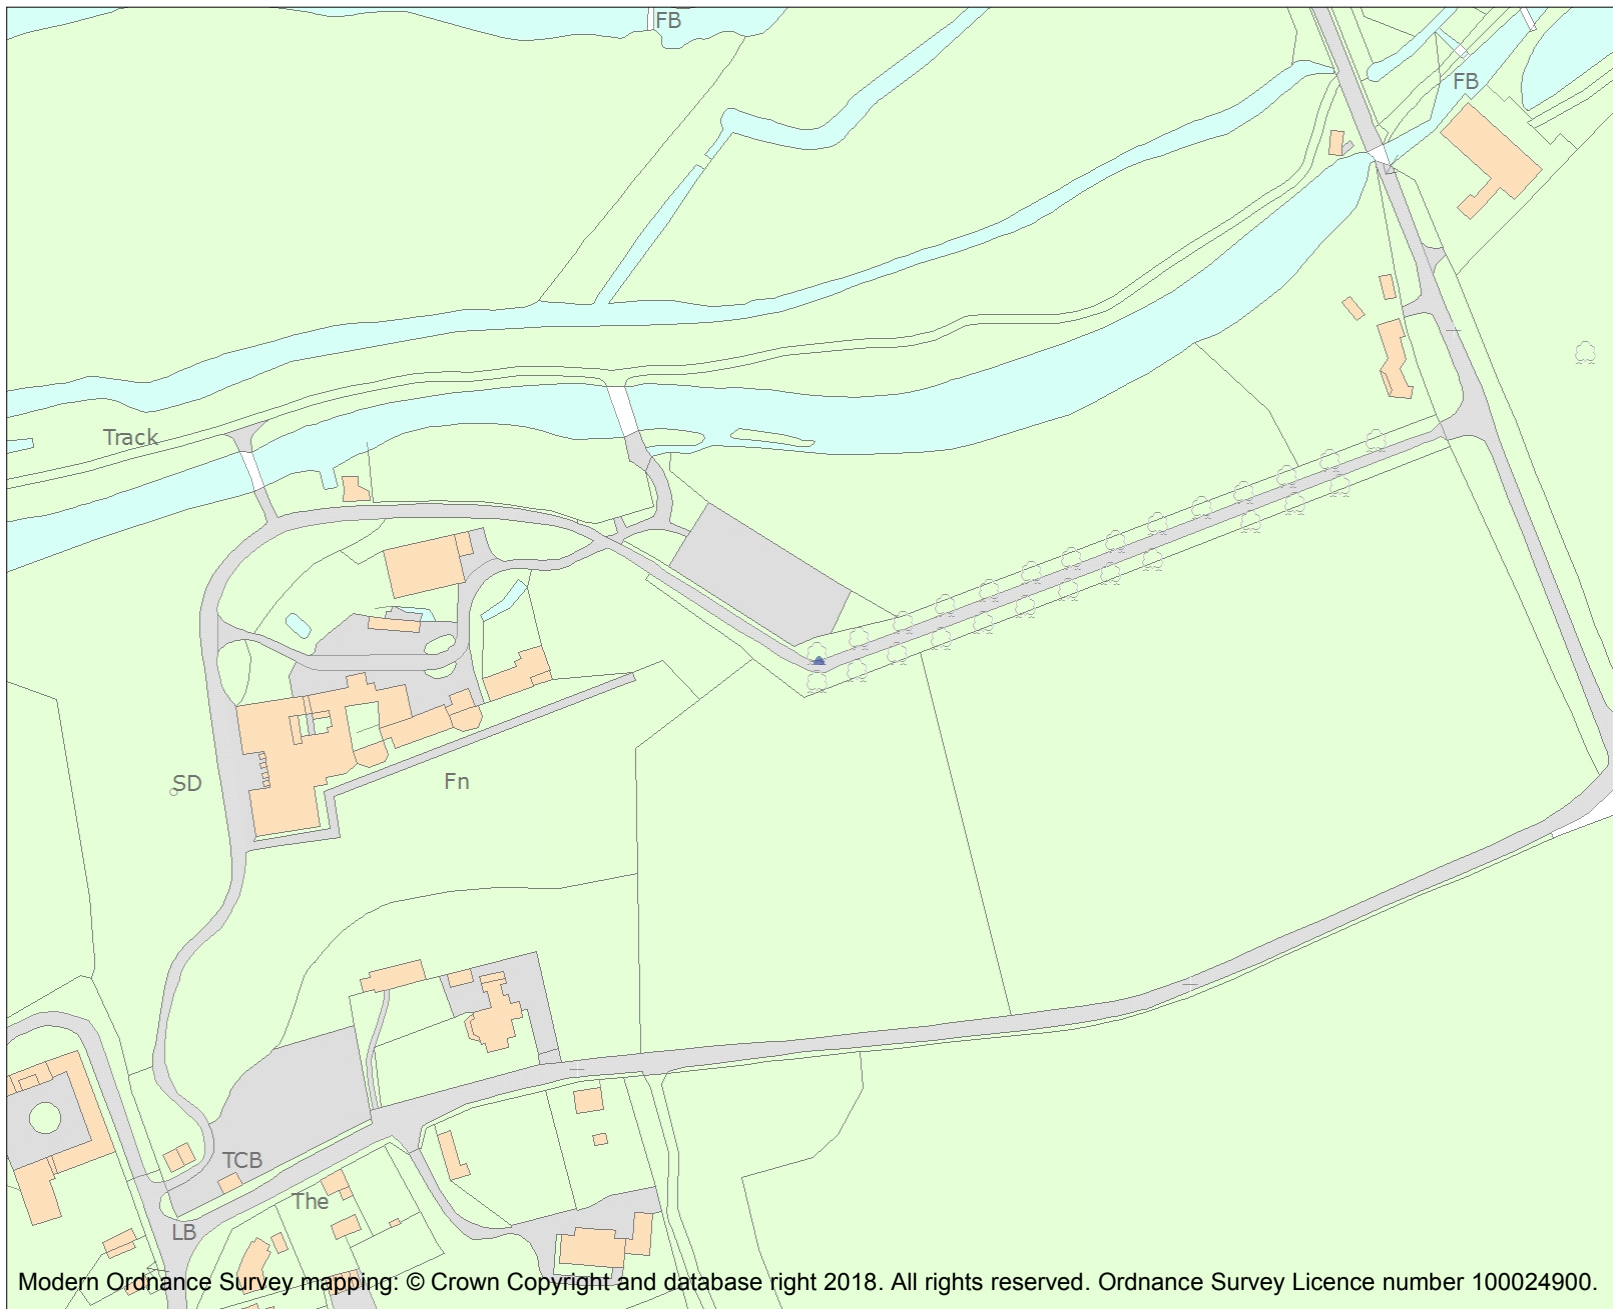 FB
FB
Track
SD
Fn
TCB
The
LB
Modern Ordnance Survey mapping: © Crown Copyright and database right 2018. All rights reserved. Ordnance Survey Licence number 100024900.